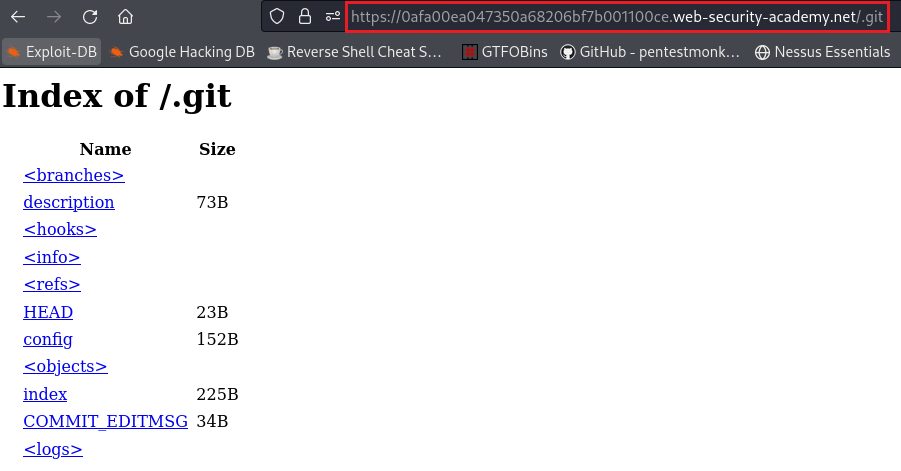 https://0afa00ea047350a68206bf7b001100ce.web-security-academy.net/.git
Exploit-DB Google Hacking DB Reverse Shell Cheat S… GTFOBins GitHub - pentestmonk… Nessus Essentials
Index of /.git
Name Size
<branches>
description 73B
<hooks>
<info>
<refs>
HEAD 23B
config 152B
<objects>
index 225B
COMMIT_EDITMSG 34B
<logs>